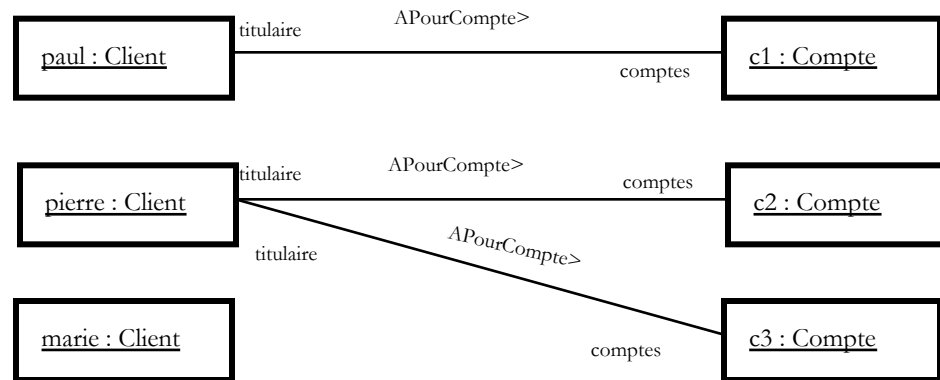 APourCompte>
titulaire
paul : Client
c1 : Compte
comptes
APourCompte>
titulaire
comptes
pierre : Client
c2 : Compte
APourCompte>
titulaire
marie : Client
c3 : Compte
comptes